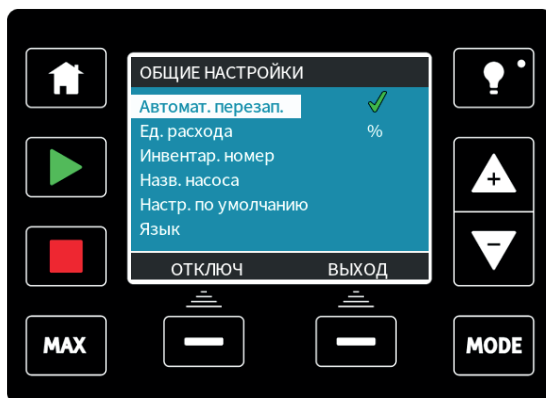 ОБЩИЕ НАСТРОЙКИ
Автомат. перезап.
Ед. расхода %
Инвентар. номер
Назв. насоса
Настр. по умолчанию
Язык
ОТКЛЮЧ ВЫХОД
+
-
MAX
MODE